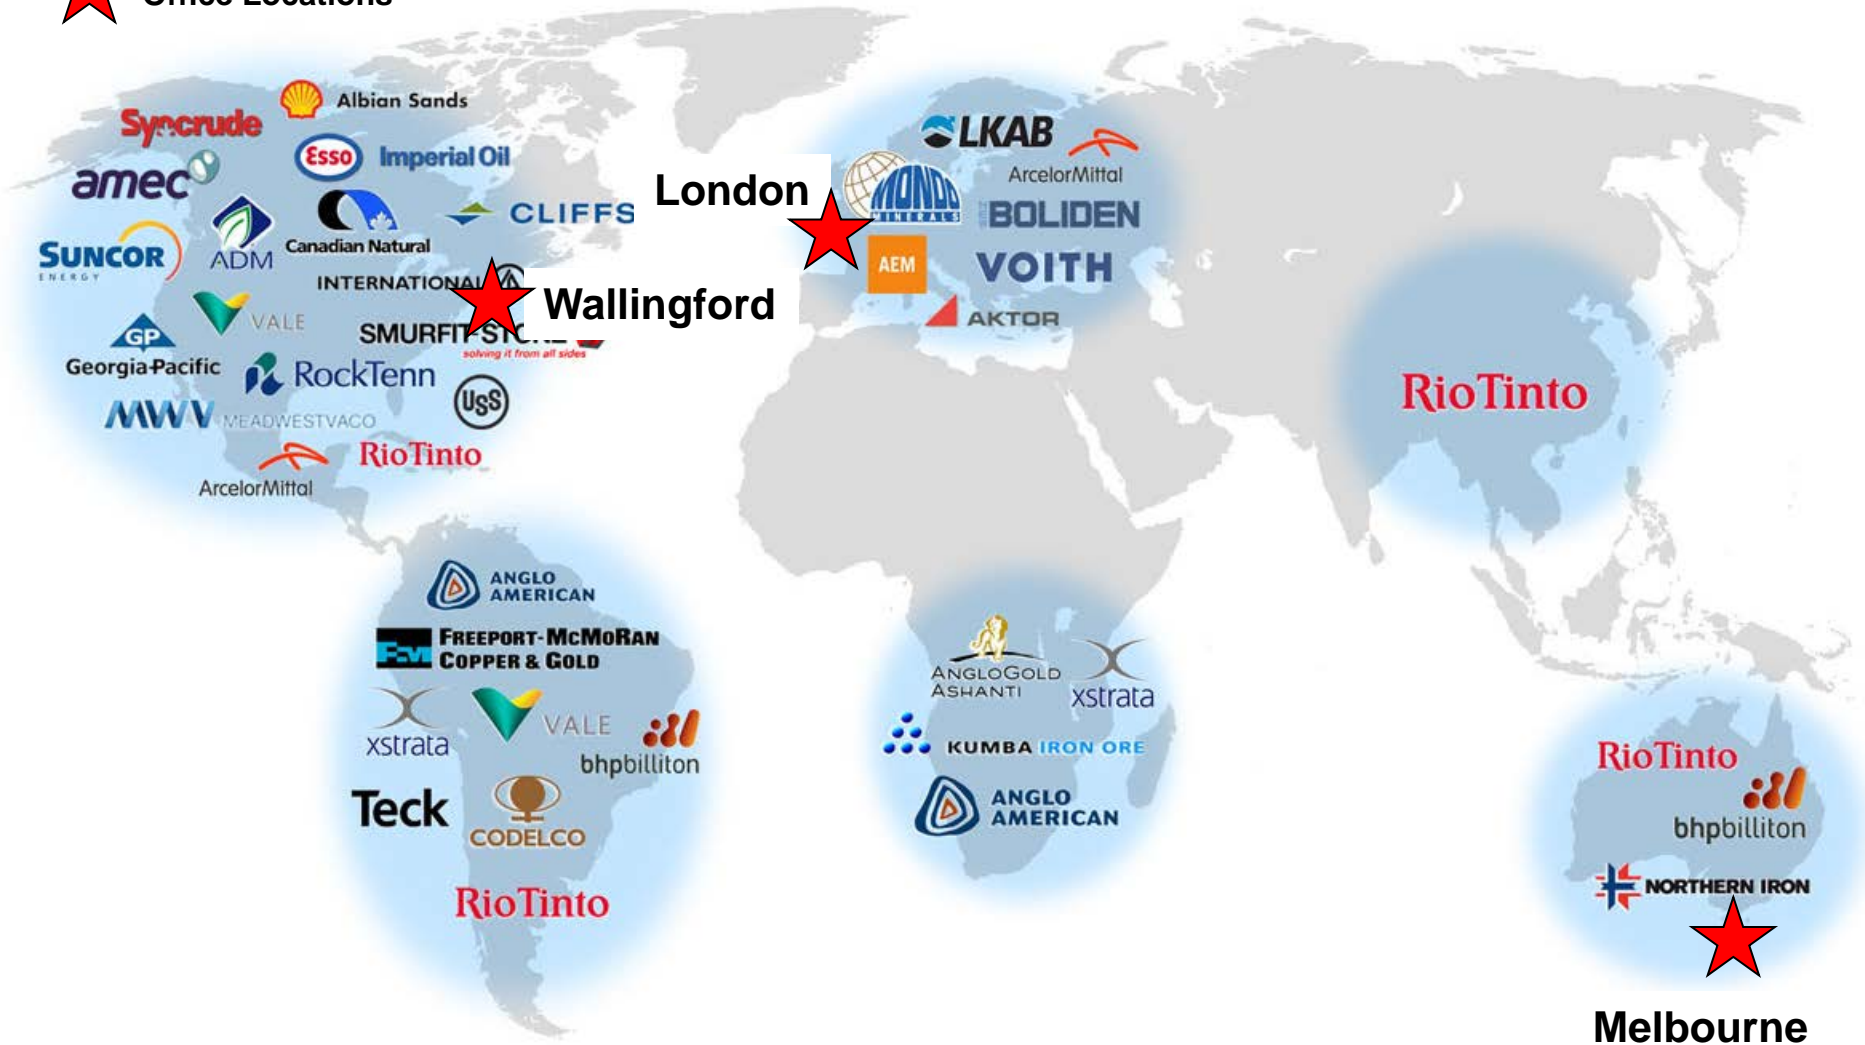 Office Locations
Albian Sands
Syncrude
Esso
Imperial Oil
amec
CLIFFS
Canadian Natural
SUNCOR
ENERGY
ADM
INTERNATIONAL
VALE
GP
Georgia-Pacific
solving it from all sides
RockTenn
USS
MWV MEADWESTVACO
RioTinto
ArcelorMittal
Wallingford
London
LKAB
ArcelorMittal
MONDO
MINERALS
BOLIDEN
AEM
VOITH
AKTOR
RioTinto
ANGLO
AMERICAN
FREEPORT-MCMORAN
COPPER & GOLD
xstrata
VALE
bhpbilliton
Teck
CODELCO
RioTinto
ANGLOGOLD
ASHANTI
xstrata
KUMBA IRON ORE
ANGLO
AMERICAN
RioTinto
bhpbilliton
NORTHERN IRON
Melbourne